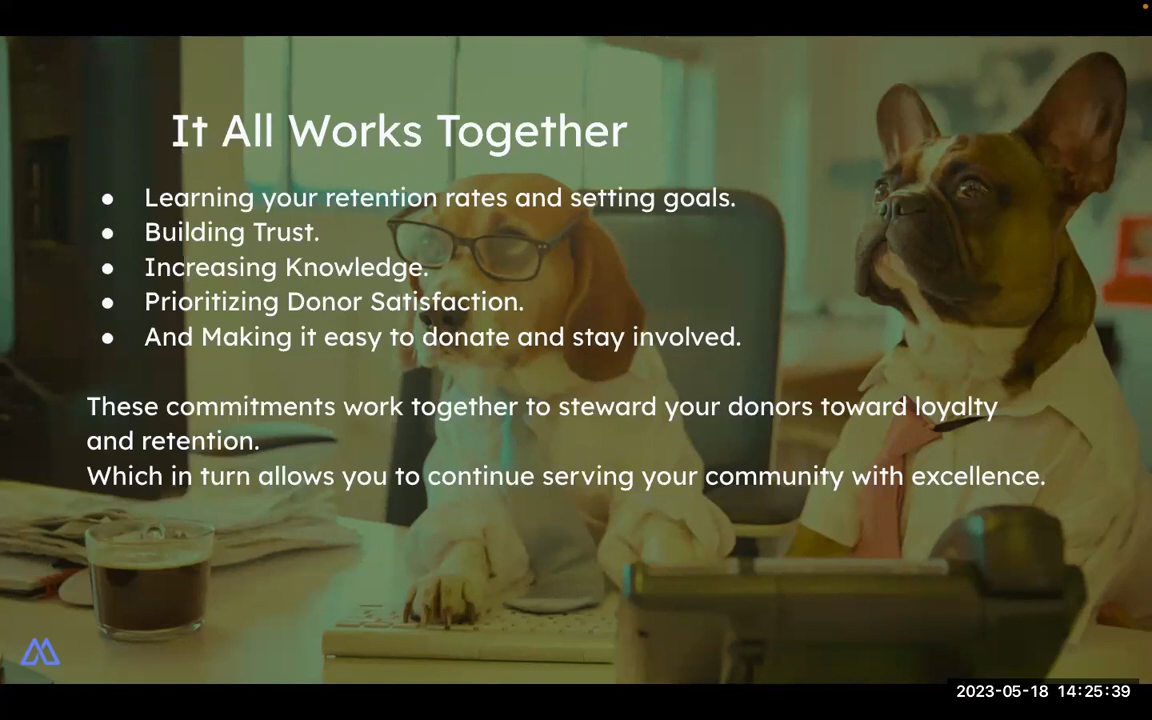 It All Works Together
● Learning your retention rates and setting goals.
● Building Trust.
● Increasing Knowledge.
● Prioritizing Donor Satisfaction.
● And Making it easy to donate and stay involved.
These commitments work together to steward your donors toward loyalty
and retention.
Which in turn allows you to continue serving your community with excellence.
2023-05-18 14:25:39